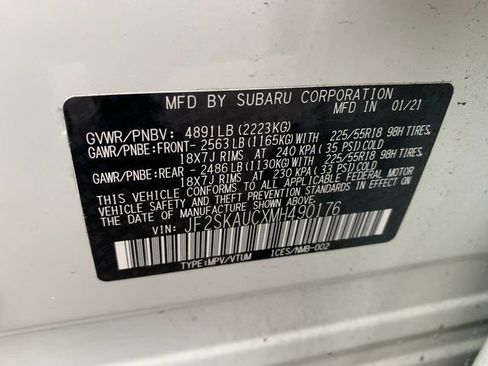 MFD BY SUBARU CORPORATION
MFD IN 01/21
GVWR/PNBV: 4891LB(2223KG)
GAWR/PNBE:FRONT- 2563LB(1165KG)WITH 225/55R18 98H TIRES,
18X7J RIMS AT 240 KPA( 35 PSI)COLD
GAWR/PNBE:REAR - 2486LB(1130KG)WITH 225/55R18 98H TIRES,
18X7J RIMS AT 230 KPA( 33 PSI)COLD
THIS VEHICLE CONFORMS TO ALL APPLICABLE FEDERAL MOTOR
VEHICLE SAFETY AND THEFT PREVENTION STANDARDS IN EFFECT
ON THE DATE OF MANUFACTURE SHOWN ABOVE.
VIN: JF2SKAUCXMH490176
TYPE:MPV/VTUM ICES/NMB-002